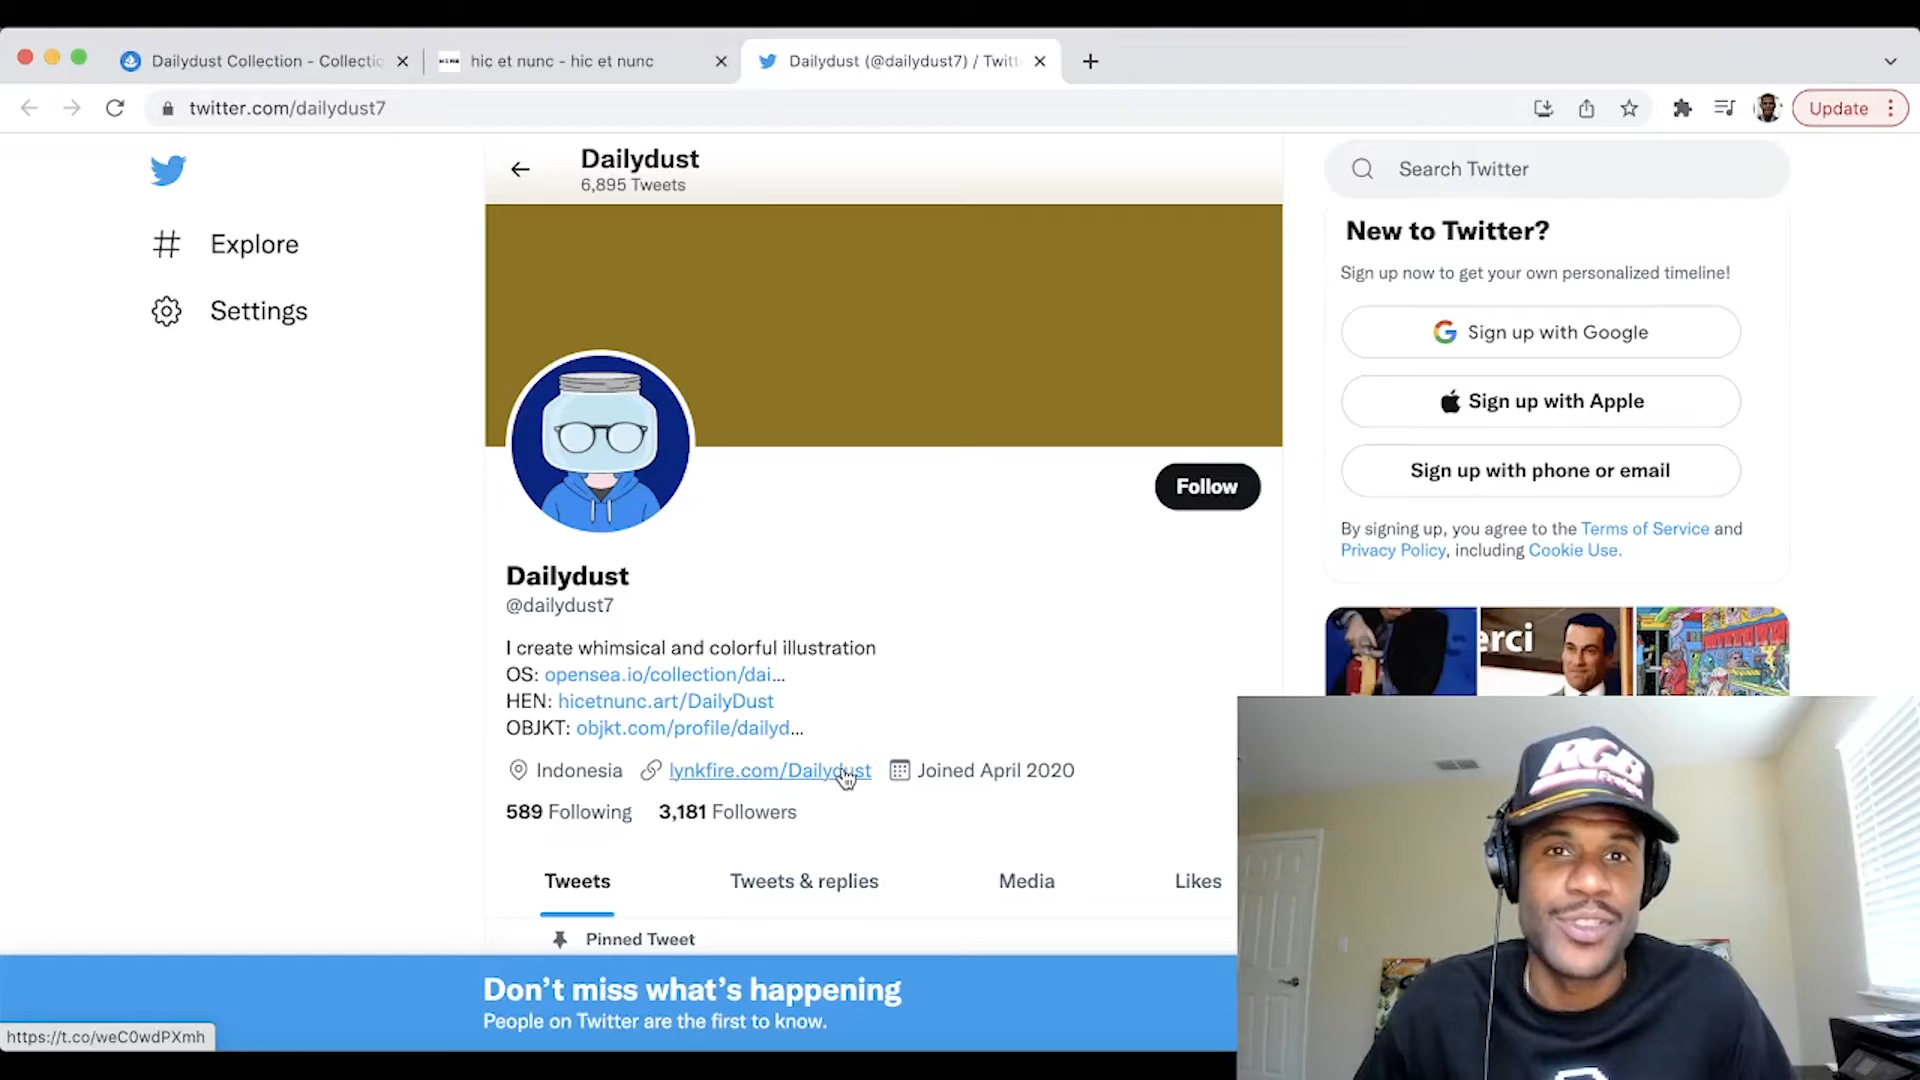 Dailydust Collection - Collectio
hic et nunc - hic et nunc
Dailydust (@dailydust7) / Twitt
twitter.com/dailydust7
Update
Dailydust
6,895 Tweets
Search Twitter
Explore
Settings
New to Twitter?
Sign up now to get your own personalized timeline!
Sign up with Google
Sign up with Apple
Sign up with phone or email
By signing up, you agree to the Terms of Service and
Privacy Policy, including Cookie Use.
Follow
Dailydust
@dailydust7
I create whimsical and colorful illustration
OS: opensea.io/collection/dai...
HEN: hicetnunc.art/DailyDust
OBJKT: objkt.com/profile/dailyd...
Indonesia lynkfire.com/Dailydust Joined April 2020
589 Following 3,181 Followers
Tweets Tweets & replies Media Likes
Pinned Tweet
erci
RGB
Don't miss what's happening
People on Twitter are the first to know.
https://t.co/weC0wdPXmh